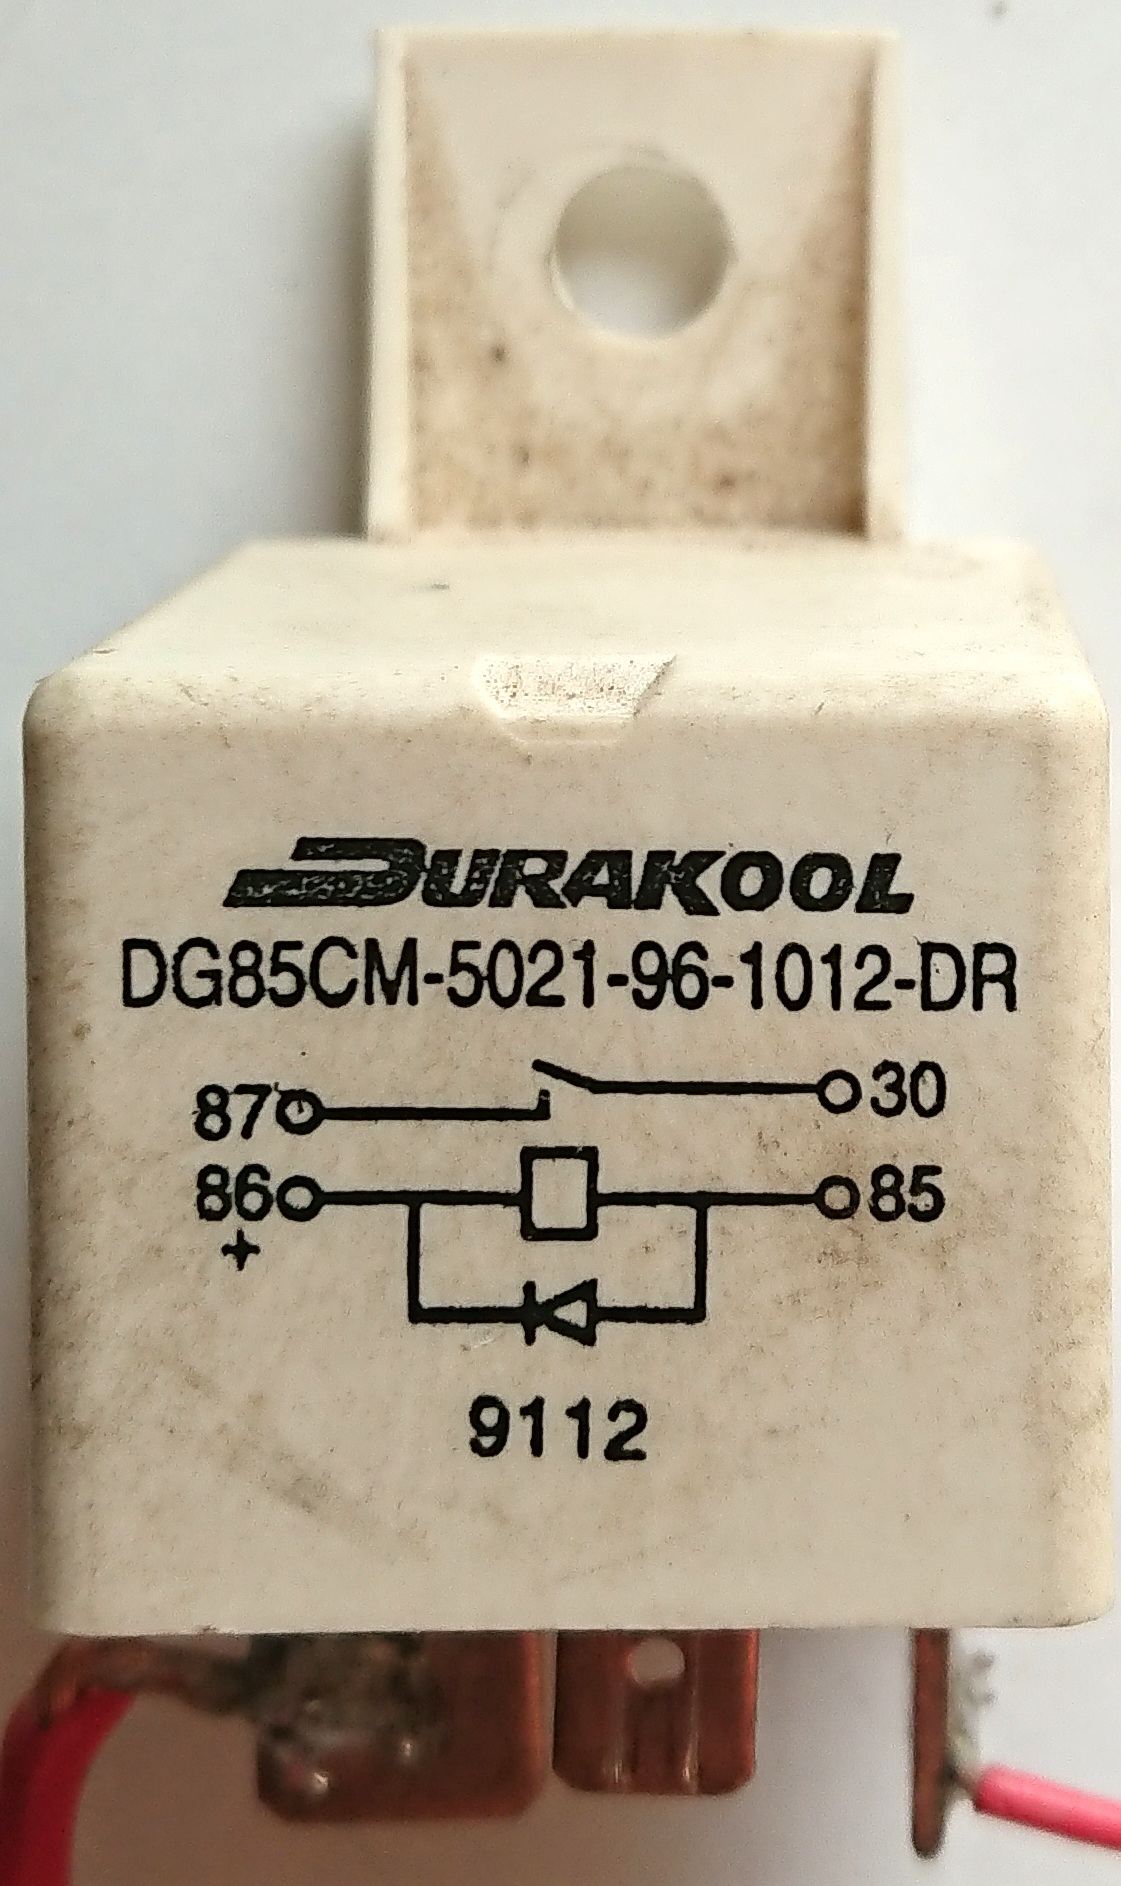 DURAKOOL
DG85CM-5021-96-1012-DR
87 30
86 85
+
9112